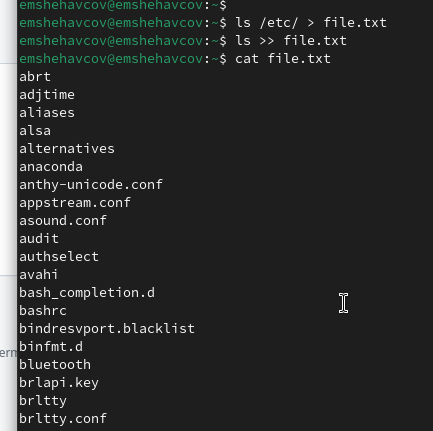 emshehavcov@emshehavcov:~$
emshehavcov@emshehavcov:~$ ls /etc/ > file.txt
emshehavcov@emshehavcov:~$ ls >> file.txt
emshehavcov@emshehavcov:~$ cat file.txt
abrt
adjtime
aliases
alsa
alternatives
anaconda
anthy-unicode.conf
appstream.conf
asound.conf
audit
authselect
avahi
bash_completion.d
bashrc
bindresvport.blacklist
binfmt.d
bluetooth
brlapi.key
brltty
brltty.conf